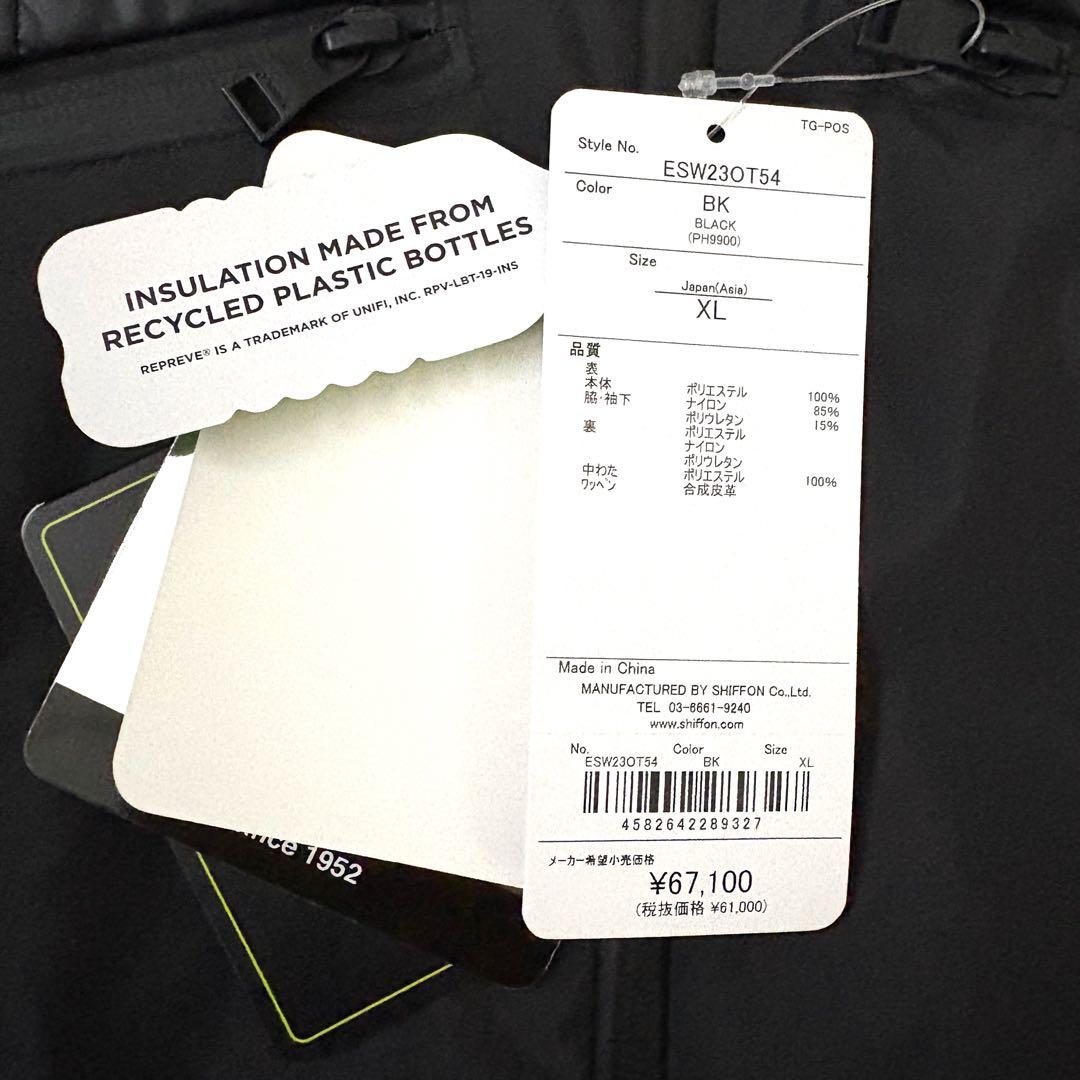 INSULATION MADE FROM
RECYCLED PLASTIC BOTTLES
REPREVE® IS A TRADEMARK OF UNIFI, INC. RPV-LBT-19-INS
1952
TG-POS
Style No.
ESW23OT54
Color
BK
BLACK
(PH9900)
Size
Japan(Asia)
XL
品質
表
本体 ポリエステル 100%
脇・袖下 ナイロン 85%
ポリウレタン 15%
裏 ポリエステル
ナイロン
ポリウレタン
中わた ポリエステル 100%
ワッペン 合成皮革
Made in China
MANUFACTURED BY SHIFFON Co.,Ltd.
TEL 03-6661-9240
www.shiffon.com
No. Color Size
ESW23OT54 BK XL
4582642289327
メーカー希望小売価格
¥67,100
(税抜価格 ¥61,000)